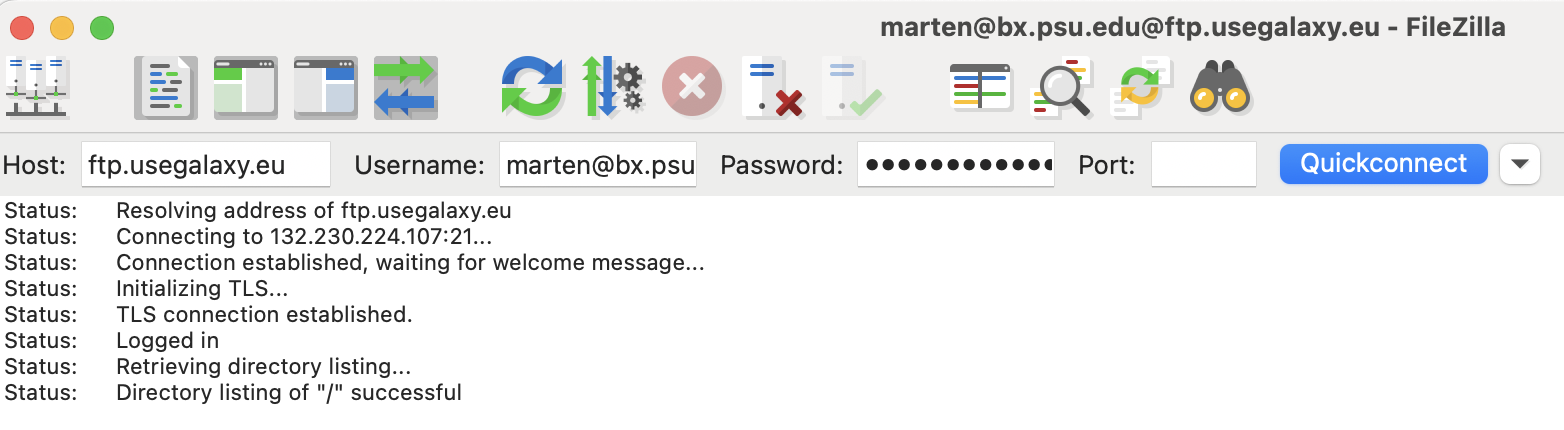 marten@bx.psu.edu@ftp.usegalaxy.eu - FileZilla
Host: ftp.usegalaxy.eu Username: marten@bx.psu Password: ●●●●●●●●●●●● Port: Quickconnect
Status: Resolving address of ftp.usegalaxy.eu
Status: Connecting to 132.230.224.107:21...
Status: Connection established, waiting for welcome message...
Status: Initializing TLS...
Status: TLS connection established.
Status: Logged in
Status: Retrieving directory listing...
Status: Directory listing of "/" successful